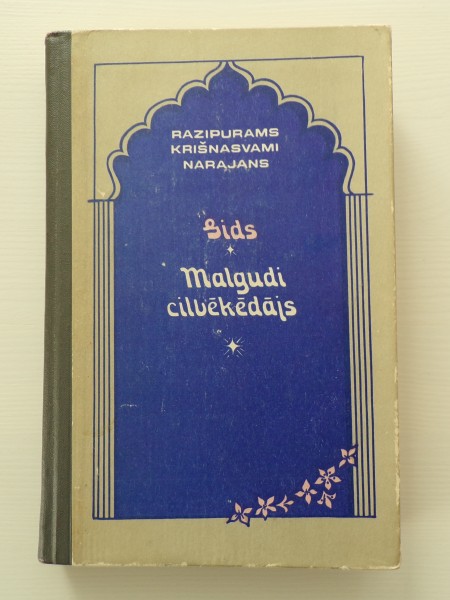 RAZIPURAMS
KRIŠNASVAMI
NARAJANS
Gids
Malgudi
cilvēkēdājs